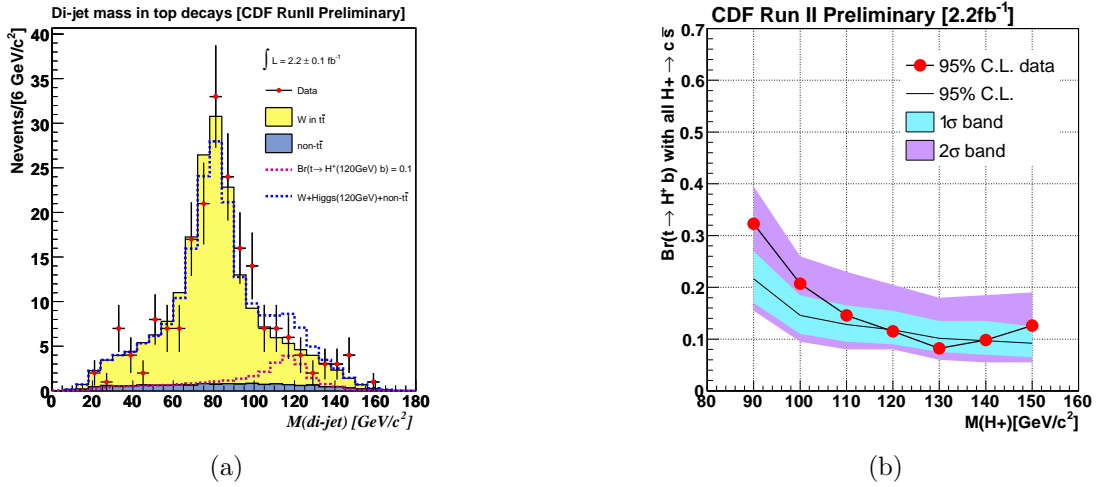 Di-jet mass in top decays [CDF RunII Preliminary]
Nevents/[6 GeV/c²]
40
35
30
25
20
15
10
5
0
∫ L = 2.2 ± 0.1 fb⁻¹
Data
W in tt̄
non-tt̄
Br(t→ H⁺(120GeV) b) = 0.1
W+Higgs(120GeV)+non-tt̄
0 20 40 60 80 100 120 140 160 180
M(di-jet) [GeV/c²]
(a)
CDF Run II Preliminary [2.2fb⁻¹]
Br(t → H⁺ b) with all H+ → c s̄
0.7
0.6
0.5
0.4
0.3
0.2
0.1
0
95% C.L. data
95% C.L.
1σ band
2σ band
80 90 100 110 120 130 140 150 160
M(H+)[GeV/c²]
(b)